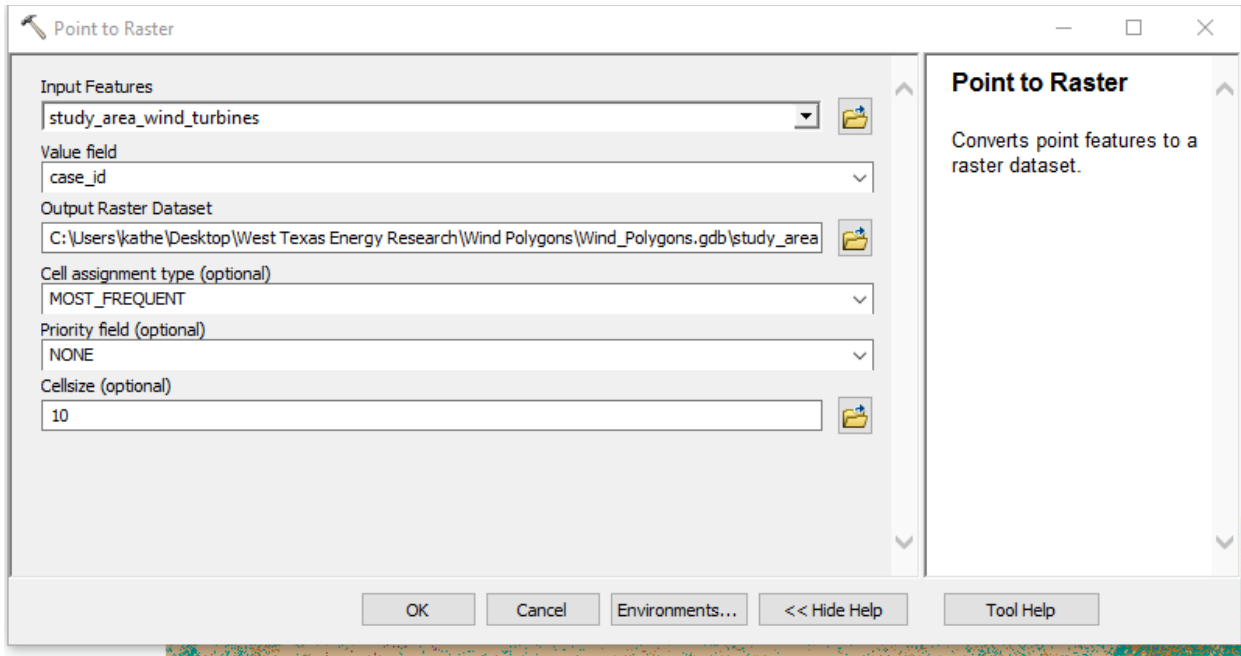 Point to Raster
Input Features
study_area_wind_turbines
Value field
case_id
Output Raster Dataset
C:\Users\kathe\Desktop\West Texas Energy Research\Wind Polygons\Wind_Polygons.gdb\study_area
Cell assignment type (optional)
MOST_FREQUENT
Priority field (optional)
NONE
Cellsize (optional)
10
Point to Raster
Converts point features to a
raster dataset.
OK
Cancel
Environments...
<< Hide Help
Tool Help